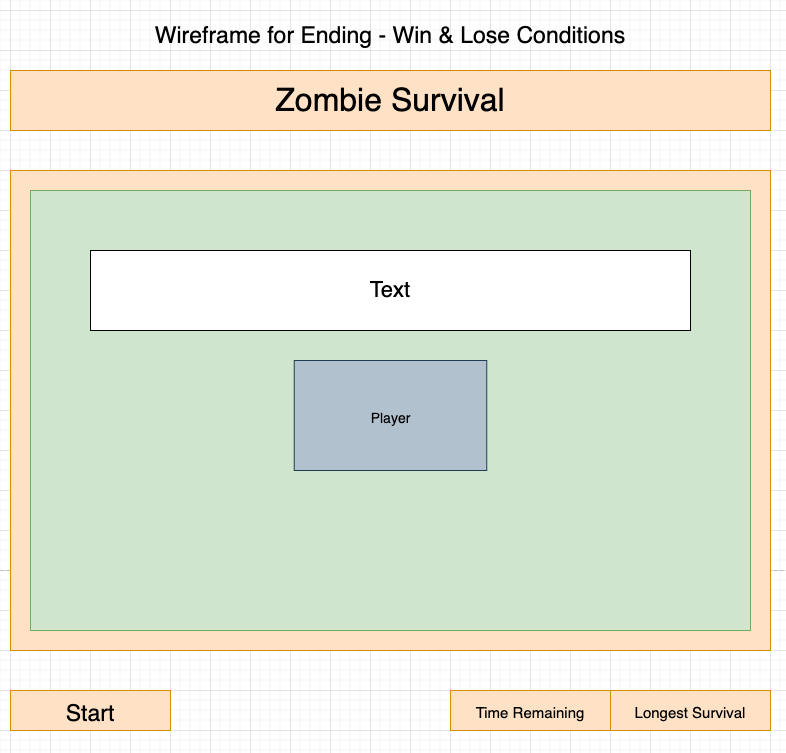 Wireframe for Ending - Win & Lose Conditions
Zombie Survival
Text
Player
Start
Time Remaining
Longest Survival